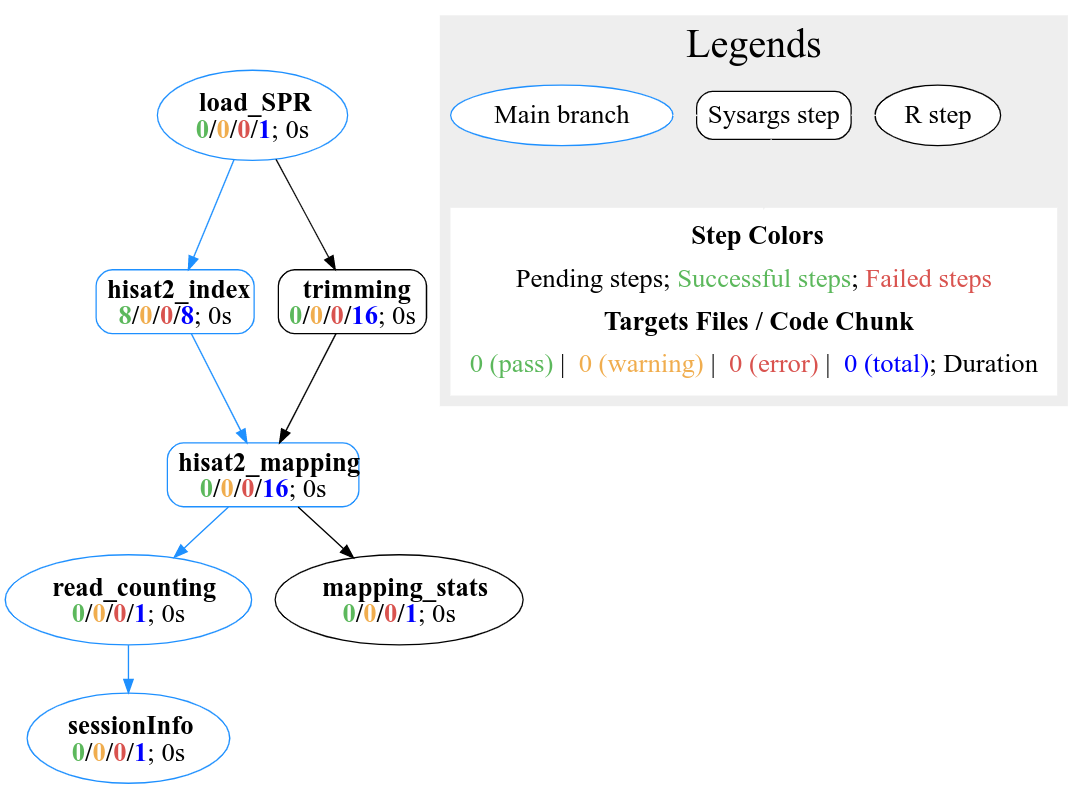 Legends
Main branch
Sysargs step
R step
Step Colors
Pending steps; Successful steps; Failed steps
Targets Files / Code Chunk
0 (pass) | 0 (warning) | 0 (error) | 0 (total); Duration
load_SPR
0/0/0/1; 0s
hisat2_index
8/0/0/8; 0s
trimming
0/0/0/16; 0s
hisat2_mapping
0/0/0/16; 0s
read_counting
0/0/0/1; 0s
mapping_stats
0/0/0/1; 0s
sessionInfo
0/0/0/1; 0s